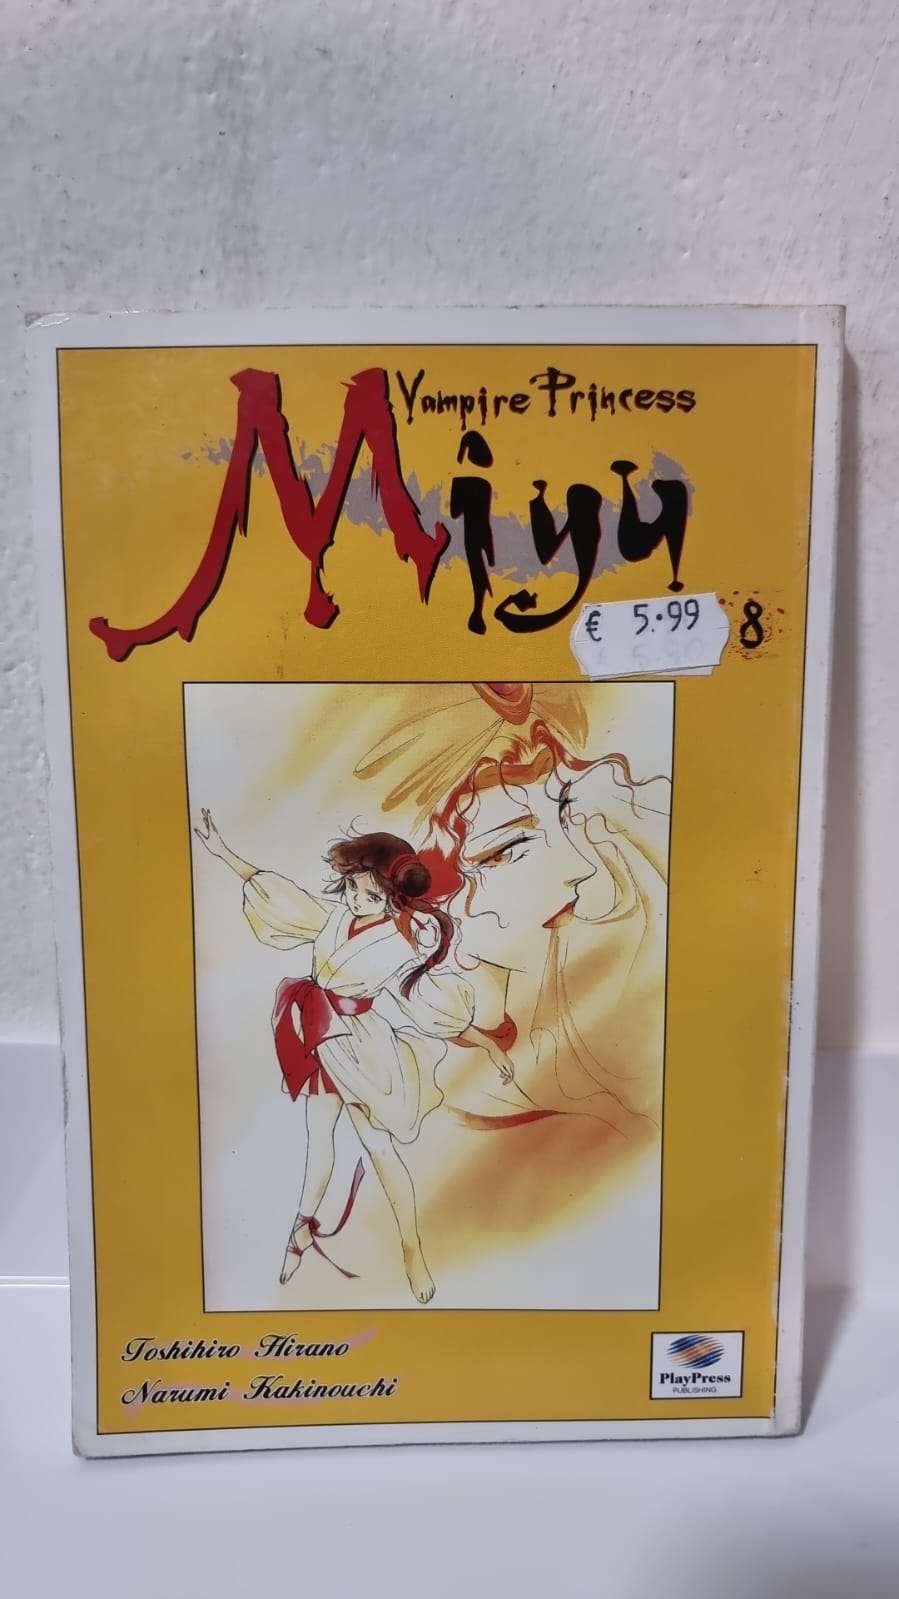 Vampire Princess
Miyu
€ 5.99
8
Toshihiro Hirano
Narumi Kakinouchi
PlayPress
PUBLISHING